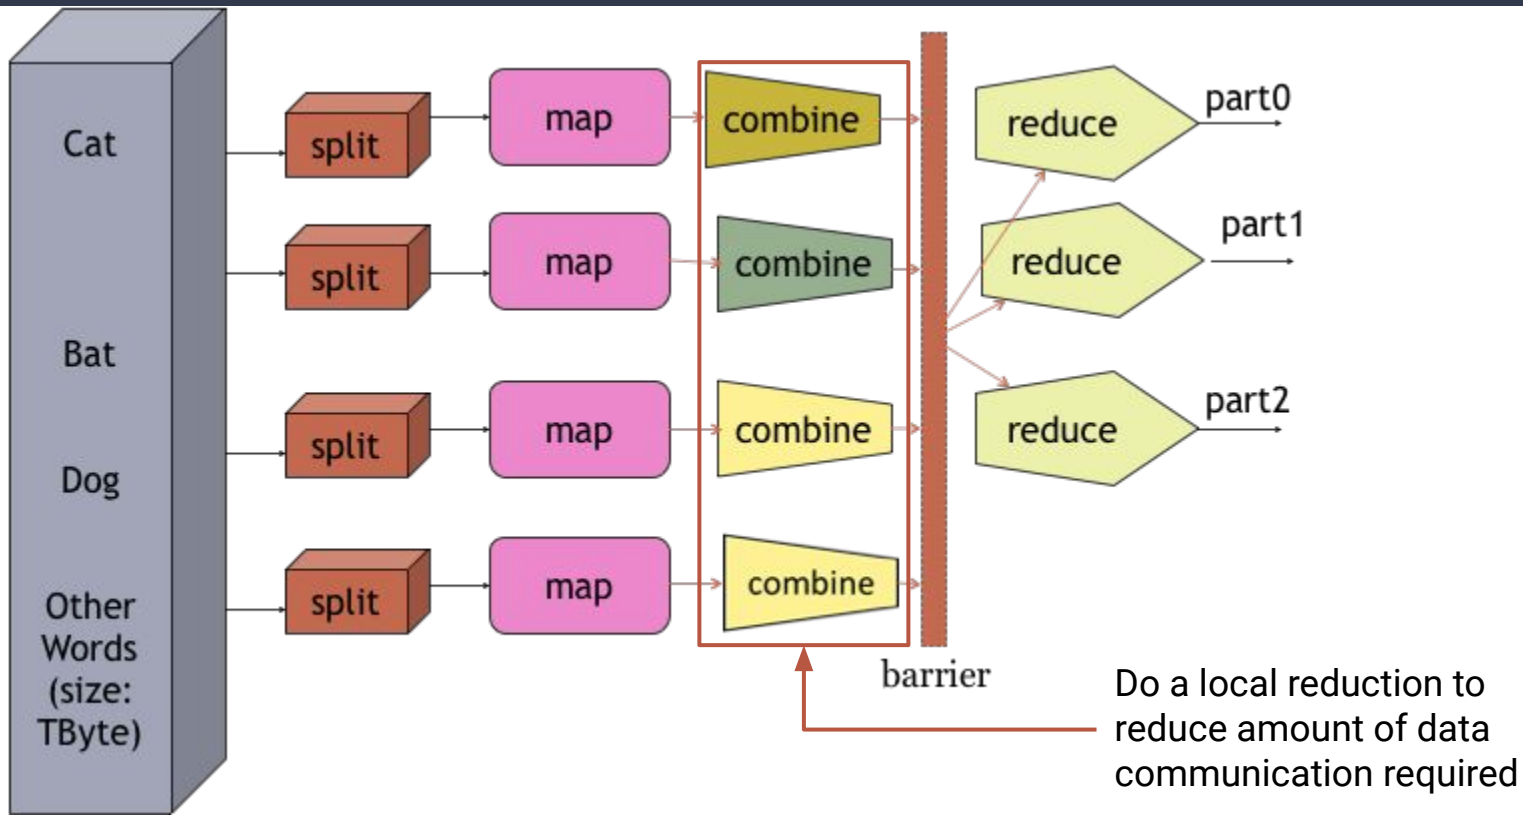 Cat
Bat
Dog
Other
Words
(size:
TByte)
split
map
combine
reduce
part0
split
map
combine
reduce
part1
split
map
combine
reduce
part2
split
map
combine
barrier
Do a local reduction to
reduce amount of data
communication required